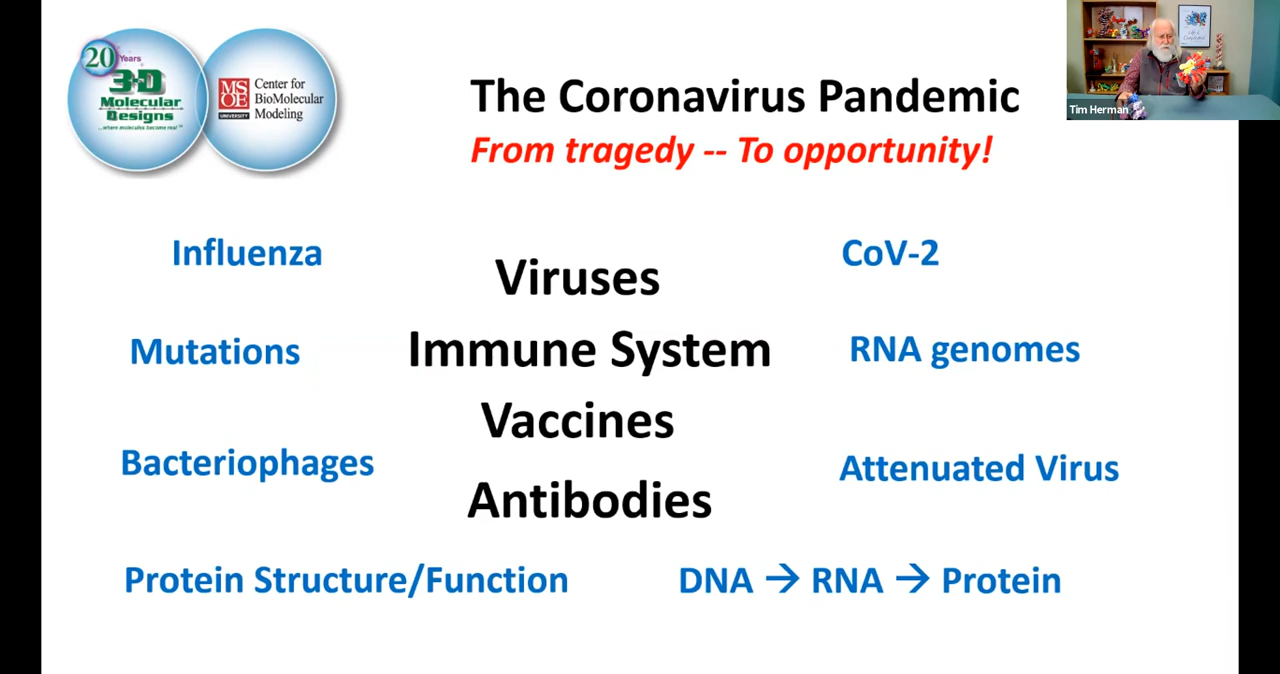 20 Years
3-D
Molecular
Designs
...where molecules become real™
MSOE
UNIVERSITY
Center for
BioMolecular
Modeling
The Coronavirus Pandemic
From tragedy -- To opportunity!
Tim Herman
Influenza
Viruses
CoV-2
Mutations
Immune System
RNA genomes
Vaccines
Bacteriophages
Attenuated Virus
Antibodies
Protein Structure/Function
DNA → RNA → Protein